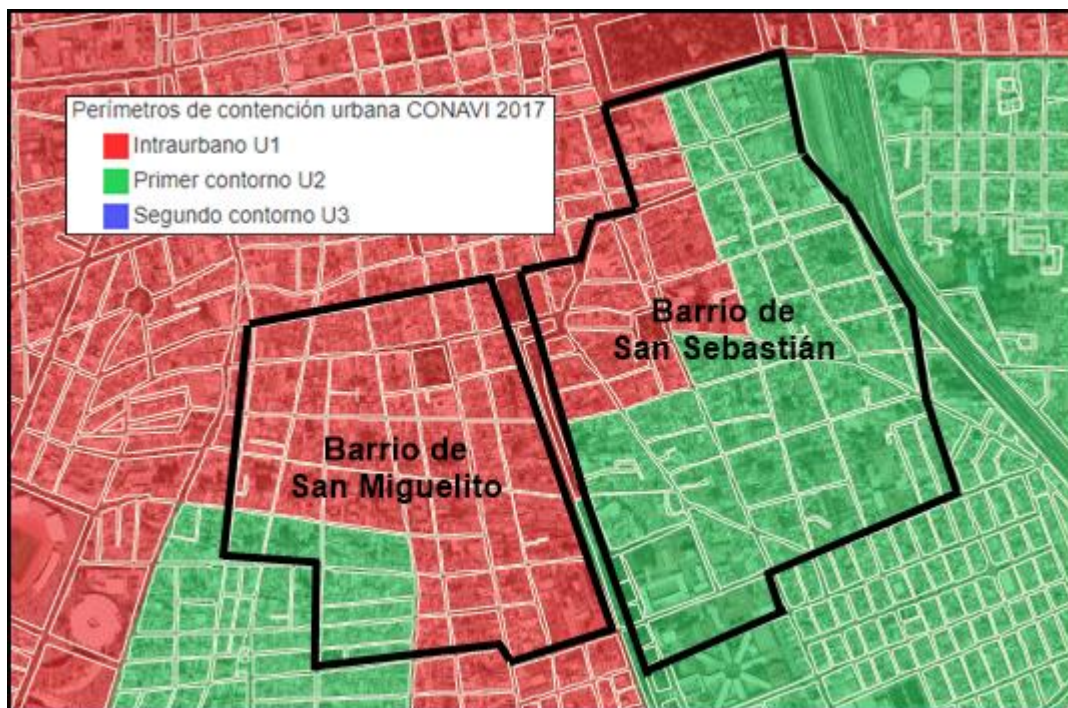 Perímetros de contención urbana CONAVI 2017
Intraurbano U1
Primer contorno U2
Segundo contorno U3
Barrio de
San Sebastián
Barrio de
San Miguelito